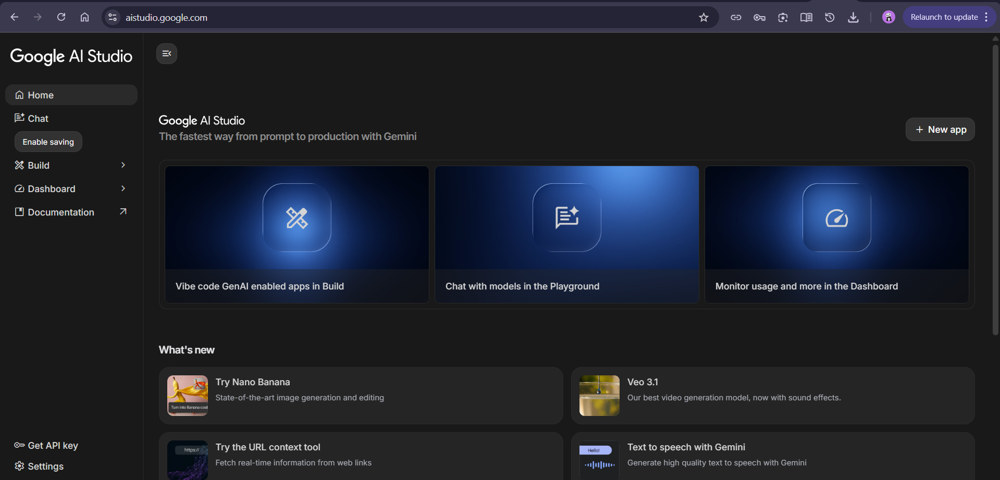 aistudio.google.com
Relaunch to update
Google AI Studio
Home
Chat
Enable saving
Build
Dashboard
Documentation
Get API key
Settings
Google AI Studio
The fastest way from prompt to production with Gemini
New app
Vibe code GenAI enabled apps in Build
Chat with models in the Playground
Monitor usage and more in the Dashboard
What's new
Turn into Banana cost
Try Nano Banana
State-of-the-art image generation and editing
Veo 3.1
Our best video generation model, now with sound effects.
https://
Try the URL context tool
Fetch real-time information from web links
Hello!
Text to speech with Gemini
Generate high quality text to speech with Gemini